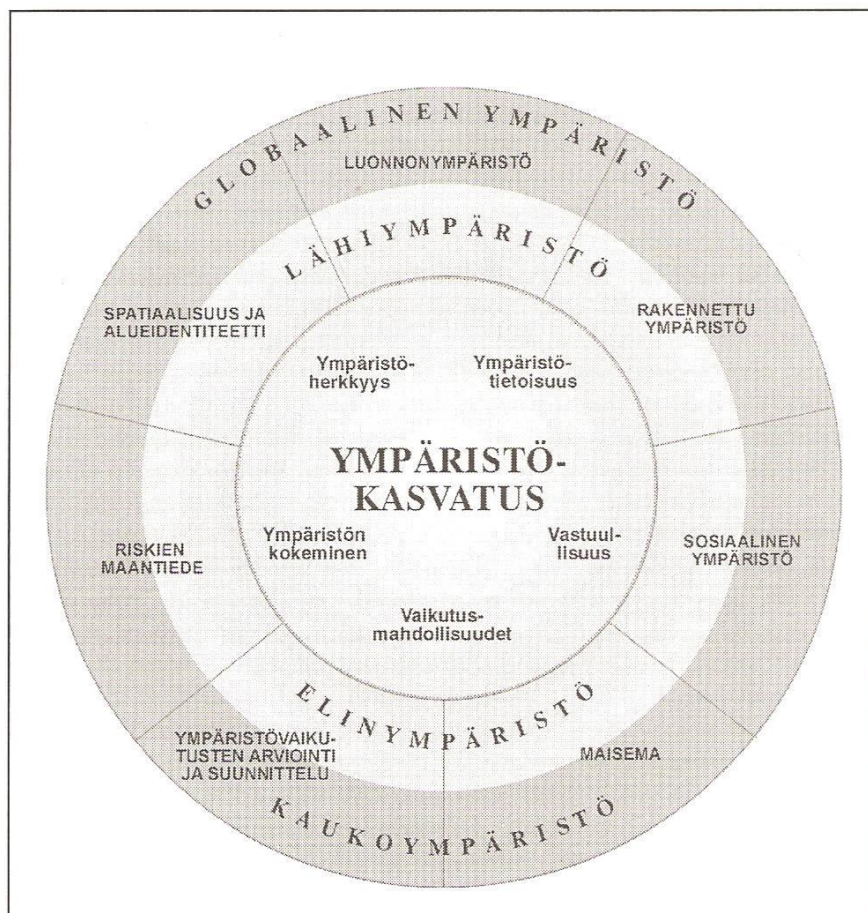 GLOBAALINEN YMPÄRISTÖ
LUONNONYMPÄRISTÖ
LÄHIYMPÄRISTÖ
SPATIAALISUUS JA
ALUEIDENTITEETTI
RAKENNETTU
YMPÄRISTÖ
Ympäristö-
herkkyys
Ympäristö-
tietoisuus
YMPÄRISTÖ-
KASVATUS
Ympäristön
kokeminen
Vastuul-
lisuus
RISKIEN
MAANTIEDE
SOSIAALINEN
YMPÄRISTÖ
Vaikutus-
mahdollisuudet
ELINYMPÄRISTÖ
YMPÄRISTÖVAIKU-
TUSTEN ARVIOINTI
JA SUUNNITTELU
MAISEMA
KAUKOYMPÄRISTÖ